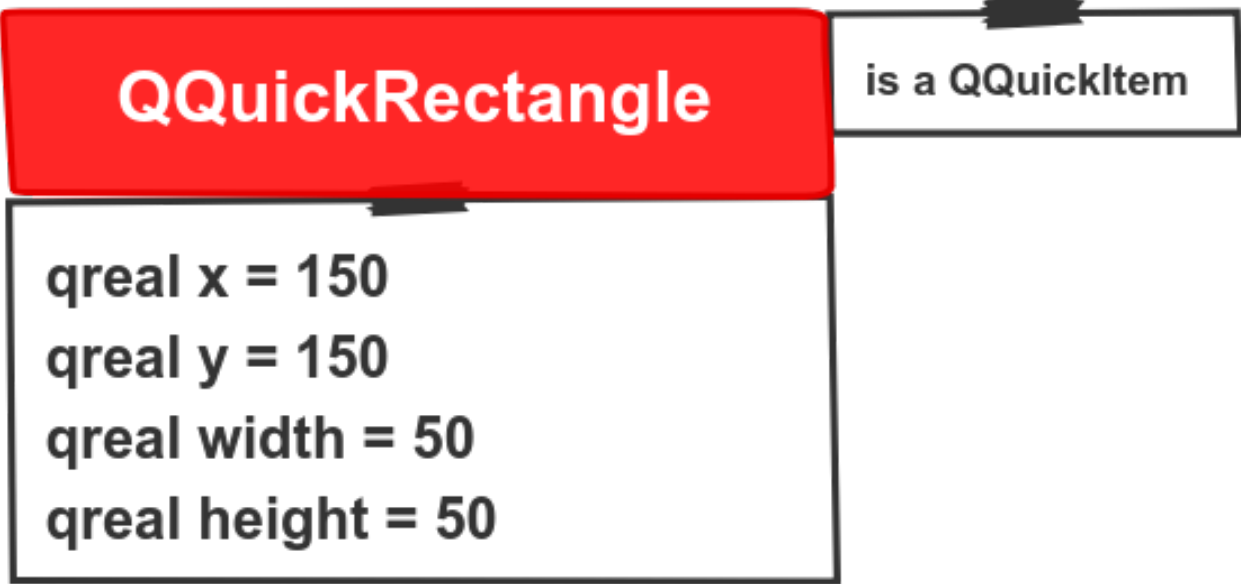 QQuickRectangle
is a QQuickItem
qreal x = 150
qreal y = 150
qreal width = 50
qreal height = 50